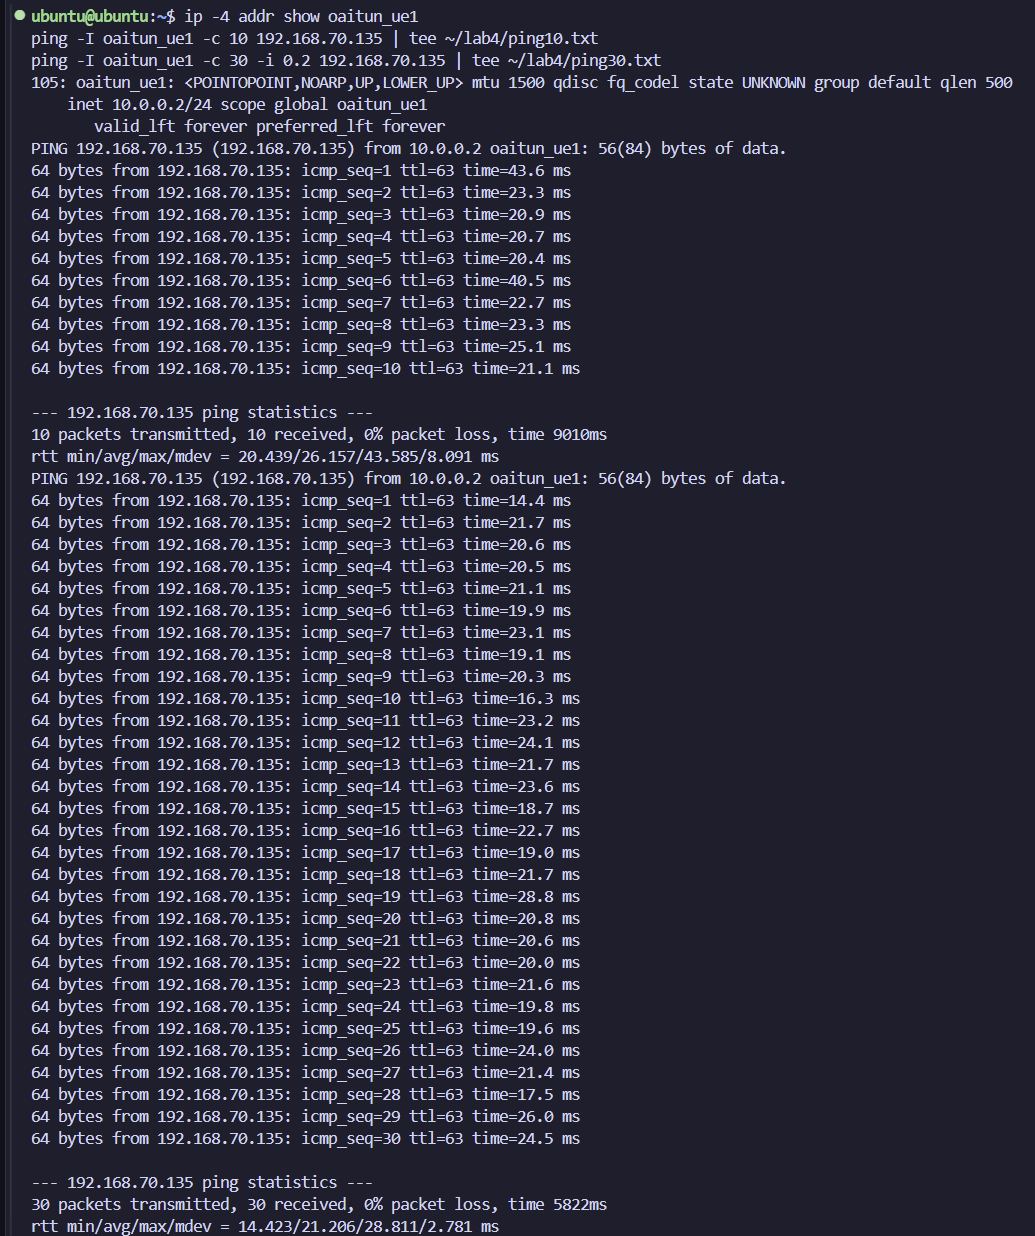 ubuntu@ubuntu:~$ ip -4 addr show oaitun_ue1
ping -I oaitun_ue1 -c 10 192.168.70.135 | tee ~/lab4/ping10.txt
ping -I oaitun_ue1 -c 30 -i 0.2 192.168.70.135 | tee ~/lab4/ping30.txt
105: oaitun_ue1: <POINTOPOINT,NOARP,UP,LOWER_UP> mtu 1500 qdisc fq_codel state UNKNOWN group default qlen 500
    inet 10.0.0.2/24 scope global oaitun_ue1
       valid_lft forever preferred_lft forever
PING 192.168.70.135 (192.168.70.135) from 10.0.0.2 oaitun_ue1: 56(84) bytes of data.
64 bytes from 192.168.70.135: icmp_seq=1 ttl=63 time=43.6 ms
64 bytes from 192.168.70.135: icmp_seq=2 ttl=63 time=23.3 ms
64 bytes from 192.168.70.135: icmp_seq=3 ttl=63 time=20.9 ms
64 bytes from 192.168.70.135: icmp_seq=4 ttl=63 time=20.7 ms
64 bytes from 192.168.70.135: icmp_seq=5 ttl=63 time=20.4 ms
64 bytes from 192.168.70.135: icmp_seq=6 ttl=63 time=40.5 ms
64 bytes from 192.168.70.135: icmp_seq=7 ttl=63 time=22.7 ms
64 bytes from 192.168.70.135: icmp_seq=8 ttl=63 time=23.3 ms
64 bytes from 192.168.70.135: icmp_seq=9 ttl=63 time=25.1 ms
64 bytes from 192.168.70.135: icmp_seq=10 ttl=63 time=21.1 ms

--- 192.168.70.135 ping statistics ---
10 packets transmitted, 10 received, 0% packet loss, time 9010ms
rtt min/avg/max/mdev = 20.439/26.157/43.585/8.091 ms
PING 192.168.70.135 (192.168.70.135) from 10.0.0.2 oaitun_ue1: 56(84) bytes of data.
64 bytes from 192.168.70.135: icmp_seq=1 ttl=63 time=14.4 ms
64 bytes from 192.168.70.135: icmp_seq=2 ttl=63 time=21.7 ms
64 bytes from 192.168.70.135: icmp_seq=3 ttl=63 time=20.6 ms
64 bytes from 192.168.70.135: icmp_seq=4 ttl=63 time=20.5 ms
64 bytes from 192.168.70.135: icmp_seq=5 ttl=63 time=21.1 ms
64 bytes from 192.168.70.135: icmp_seq=6 ttl=63 time=19.9 ms
64 bytes from 192.168.70.135: icmp_seq=7 ttl=63 time=23.1 ms
64 bytes from 192.168.70.135: icmp_seq=8 ttl=63 time=19.1 ms
64 bytes from 192.168.70.135: icmp_seq=9 ttl=63 time=20.3 ms
64 bytes from 192.168.70.135: icmp_seq=10 ttl=63 time=16.3 ms
64 bytes from 192.168.70.135: icmp_seq=11 ttl=63 time=23.2 ms
64 bytes from 192.168.70.135: icmp_seq=12 ttl=63 time=24.1 ms
64 bytes from 192.168.70.135: icmp_seq=13 ttl=63 time=21.7 ms
64 bytes from 192.168.70.135: icmp_seq=14 ttl=63 time=23.6 ms
64 bytes from 192.168.70.135: icmp_seq=15 ttl=63 time=18.7 ms
64 bytes from 192.168.70.135: icmp_seq=16 ttl=63 time=22.7 ms
64 bytes from 192.168.70.135: icmp_seq=17 ttl=63 time=19.0 ms
64 bytes from 192.168.70.135: icmp_seq=18 ttl=63 time=21.7 ms
64 bytes from 192.168.70.135: icmp_seq=19 ttl=63 time=28.8 ms
64 bytes from 192.168.70.135: icmp_seq=20 ttl=63 time=20.8 ms
64 bytes from 192.168.70.135: icmp_seq=21 ttl=63 time=20.6 ms
64 bytes from 192.168.70.135: icmp_seq=22 ttl=63 time=20.0 ms
64 bytes from 192.168.70.135: icmp_seq=23 ttl=63 time=21.6 ms
64 bytes from 192.168.70.135: icmp_seq=24 ttl=63 time=19.8 ms
64 bytes from 192.168.70.135: icmp_seq=25 ttl=63 time=19.6 ms
64 bytes from 192.168.70.135: icmp_seq=26 ttl=63 time=24.0 ms
64 bytes from 192.168.70.135: icmp_seq=27 ttl=63 time=21.4 ms
64 bytes from 192.168.70.135: icmp_seq=28 ttl=63 time=17.5 ms
64 bytes from 192.168.70.135: icmp_seq=29 ttl=63 time=26.0 ms
64 bytes from 192.168.70.135: icmp_seq=30 ttl=63 time=24.5 ms

--- 192.168.70.135 ping statistics ---
30 packets transmitted, 30 received, 0% packet loss, time 5822ms
rtt min/avg/max/mdev = 14.423/21.206/28.811/2.781 ms